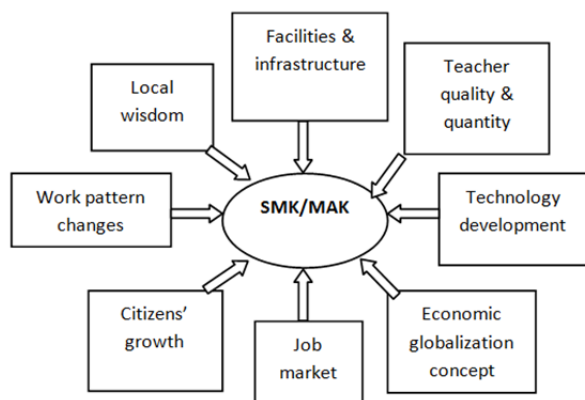 Facilities &
infrastructure
Teacher
quality &
quantity
Local
wisdom
Work pattern
changes
SMK/MAK
Technology
development
Citizens'
growth
Job
market
Economic
globalization
concept